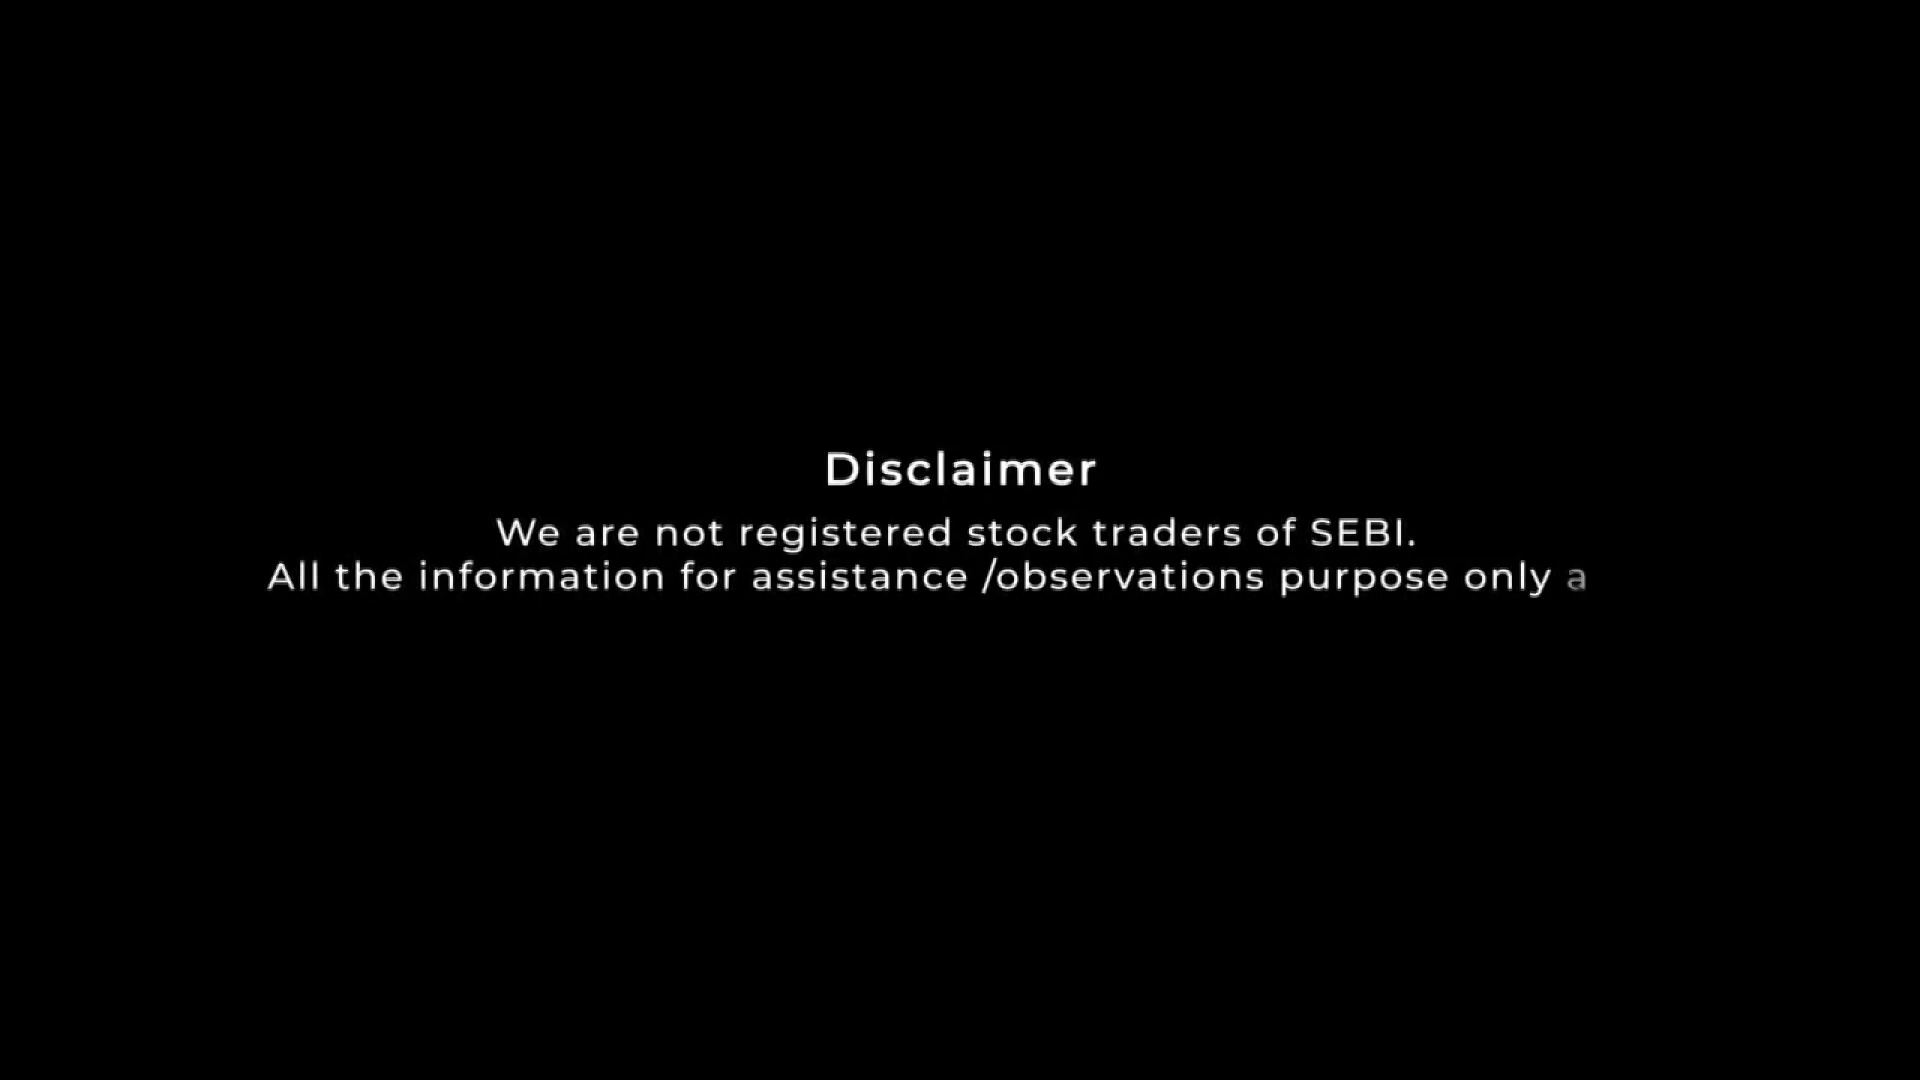 Disclaimer
We are not registered stock traders of SEBI.
All the information for assistance /observations purpose only a